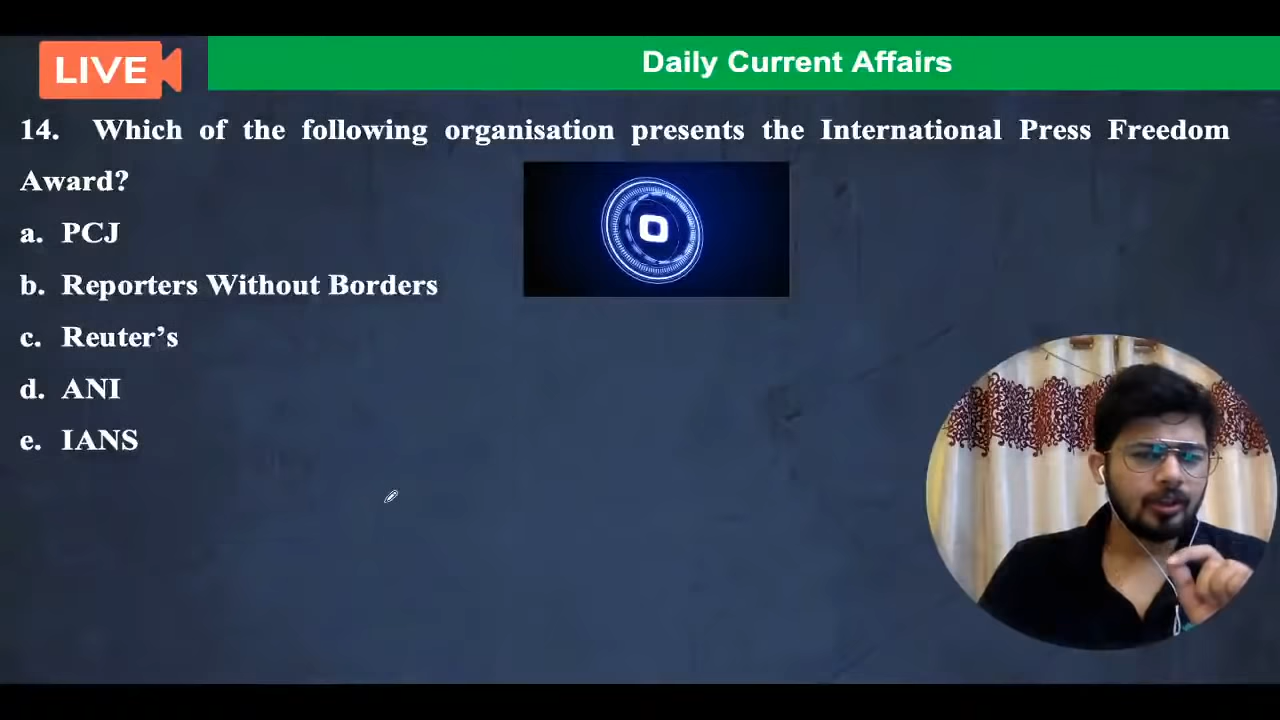 LIVE
Daily Current Affairs
14. Which of the following organisation presents the International Press Freedom
Award?
a. PCJ
b. Reporters Without Borders
c. Reuter’s
d. ANI
e. IANS